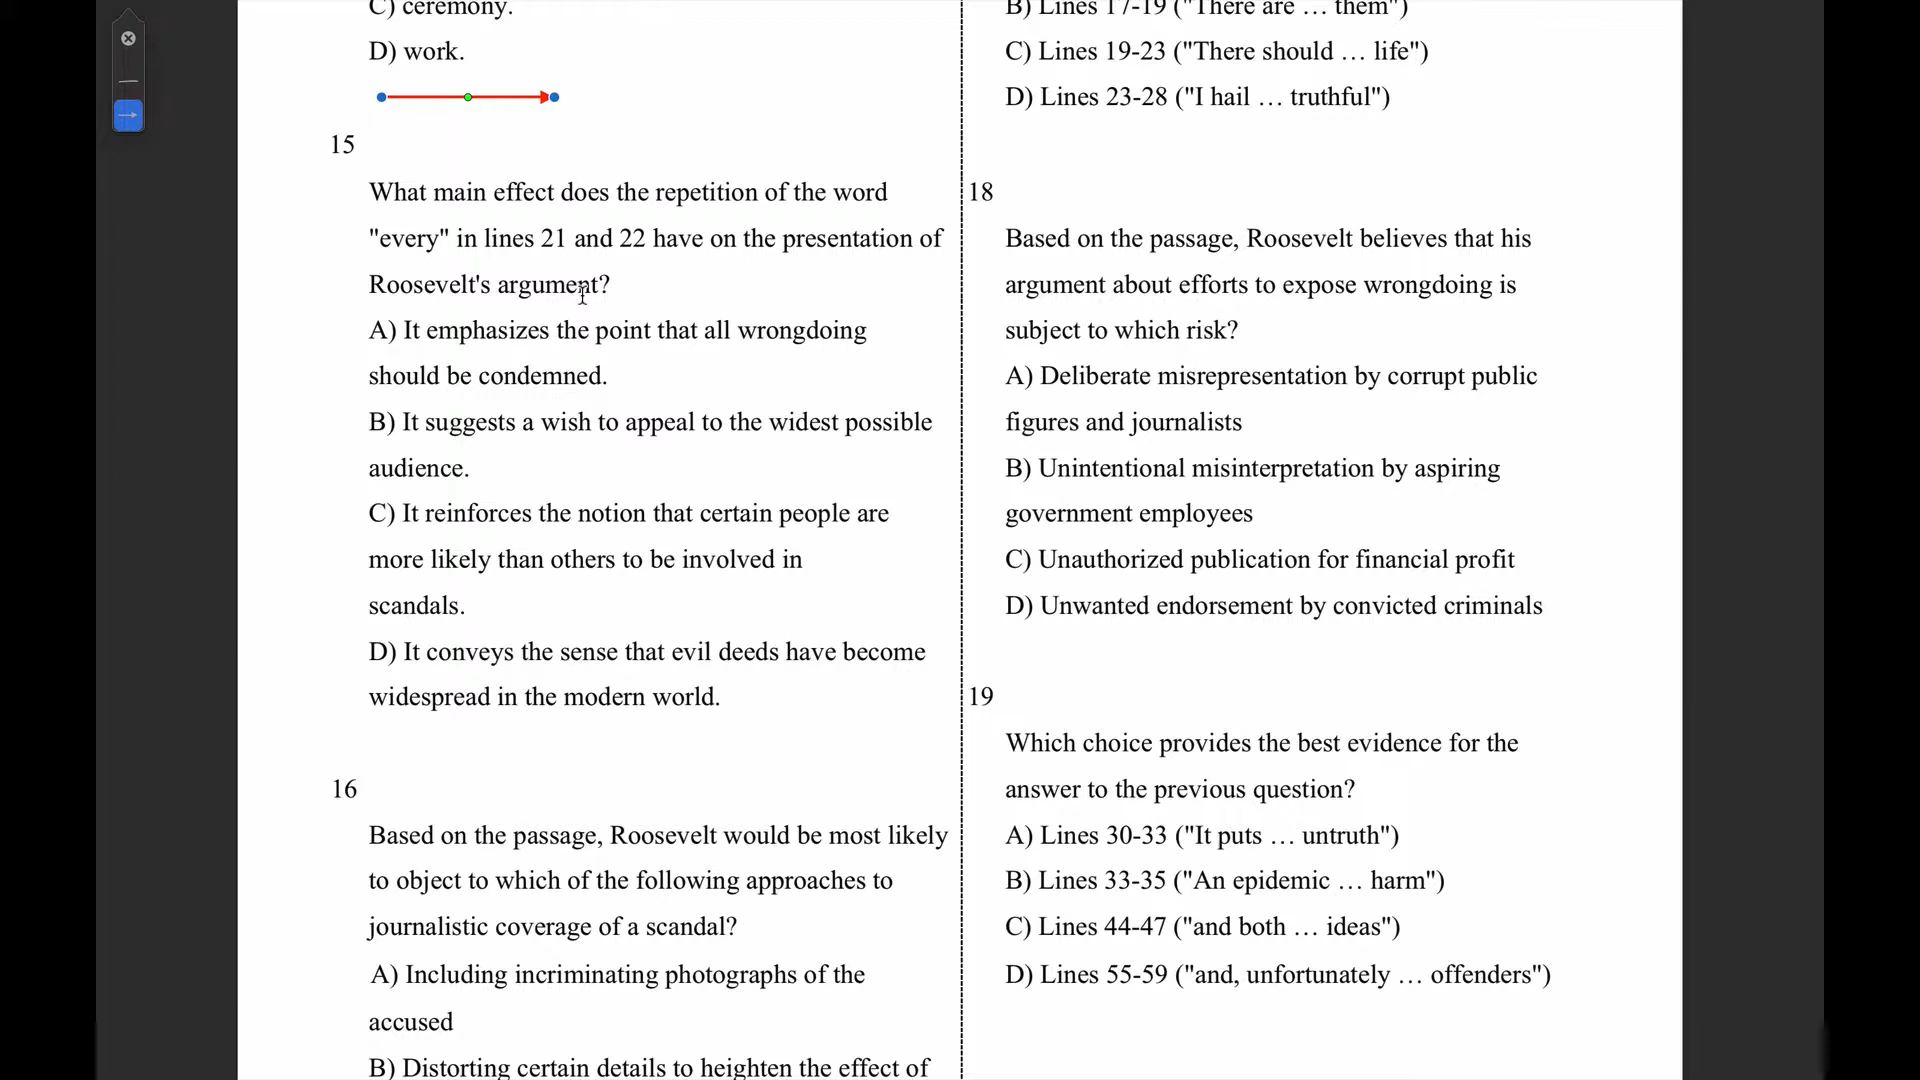 C) ceremony.
D) work.
15
What main effect does the repetition of the word
"every" in lines 21 and 22 have on the presentation of
Roosevelt's argument?
A) It emphasizes the point that all wrongdoing
should be condemned.
B) It suggests a wish to appeal to the widest possible
audience.
C) It reinforces the notion that certain people are
more likely than others to be involved in
scandals.
D) It conveys the sense that evil deeds have become
widespread in the modern world.
16
Based on the passage, Roosevelt would be most likely
to object to which of the following approaches to
journalistic coverage of a scandal?
A) Including incriminating photographs of the
accused
B) Distorting certain details to heighten the effect of
B) Lines 17-19 ("There are … them")
C) Lines 19-23 ("There should … life")
D) Lines 23-28 ("I hail … truthful")
18
Based on the passage, Roosevelt believes that his
argument about efforts to expose wrongdoing is
subject to which risk?
A) Deliberate misrepresentation by corrupt public
figures and journalists
B) Unintentional misinterpretation by aspiring
government employees
C) Unauthorized publication for financial profit
D) Unwanted endorsement by convicted criminals
19
Which choice provides the best evidence for the
answer to the previous question?
A) Lines 30-33 ("It puts … untruth")
B) Lines 33-35 ("An epidemic … harm")
C) Lines 44-47 ("and both … ideas")
D) Lines 55-59 ("and, unfortunately … offenders")